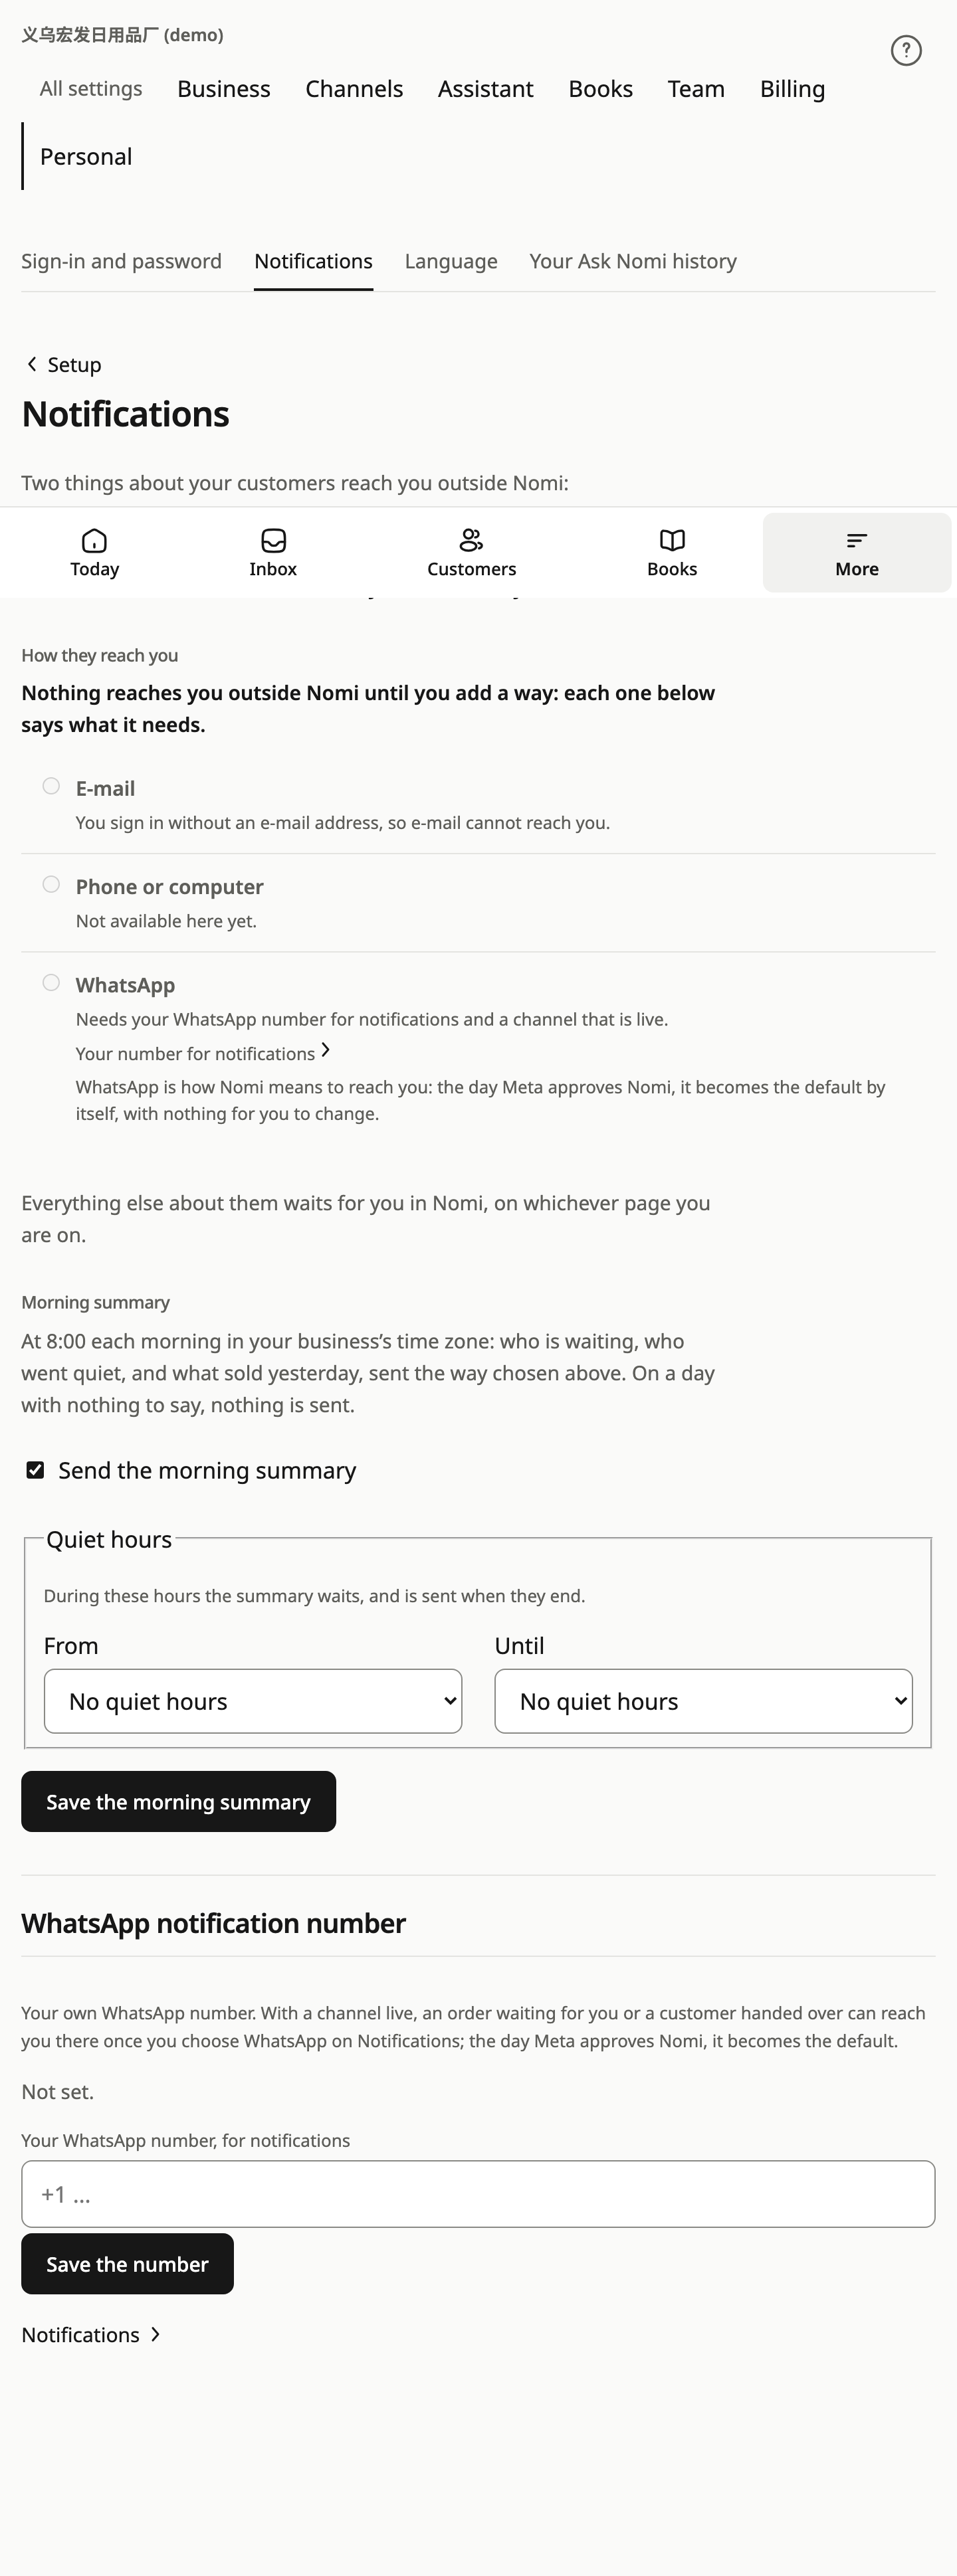 义乌宏发日用品厂 (demo)
All settings
Business
Channels
Assistant
Books
Team
Billing
Personal
Sign-in and password
Notifications
Language
Your Ask Nomi history
Setup
Notifications
Two things about your customers reach you outside Nomi:
Today
Inbox
Customers
Books
More
How they reach you
Nothing reaches you outside Nomi until you add a way: each one below
says what it needs.
E-mail
You sign in without an e-mail address, so e-mail cannot reach you.
Phone or computer
Not available here yet.
WhatsApp
Needs your WhatsApp number for notifications and a channel that is live.
Your number for notifications
WhatsApp is how Nomi means to reach you: the day Meta approves Nomi, it becomes the default by
itself, with nothing for you to change.
Everything else about them waits for you in Nomi, on whichever page you
are on.
Morning summary
At 8:00 each morning in your business’s time zone: who is waiting, who
went quiet, and what sold yesterday, sent the way chosen above. On a day
with nothing to say, nothing is sent.
Send the morning summary
Quiet hours
During these hours the summary waits, and is sent when they end.
From
Until
No quiet hours
No quiet hours
Save the morning summary
WhatsApp notification number
Your own WhatsApp number. With a channel live, an order waiting for you or a customer handed over can reach
you there once you choose WhatsApp on Notifications; the day Meta approves Nomi, it becomes the default.
Not set.
Your WhatsApp number, for notifications
+1 ...
Save the number
Notifications